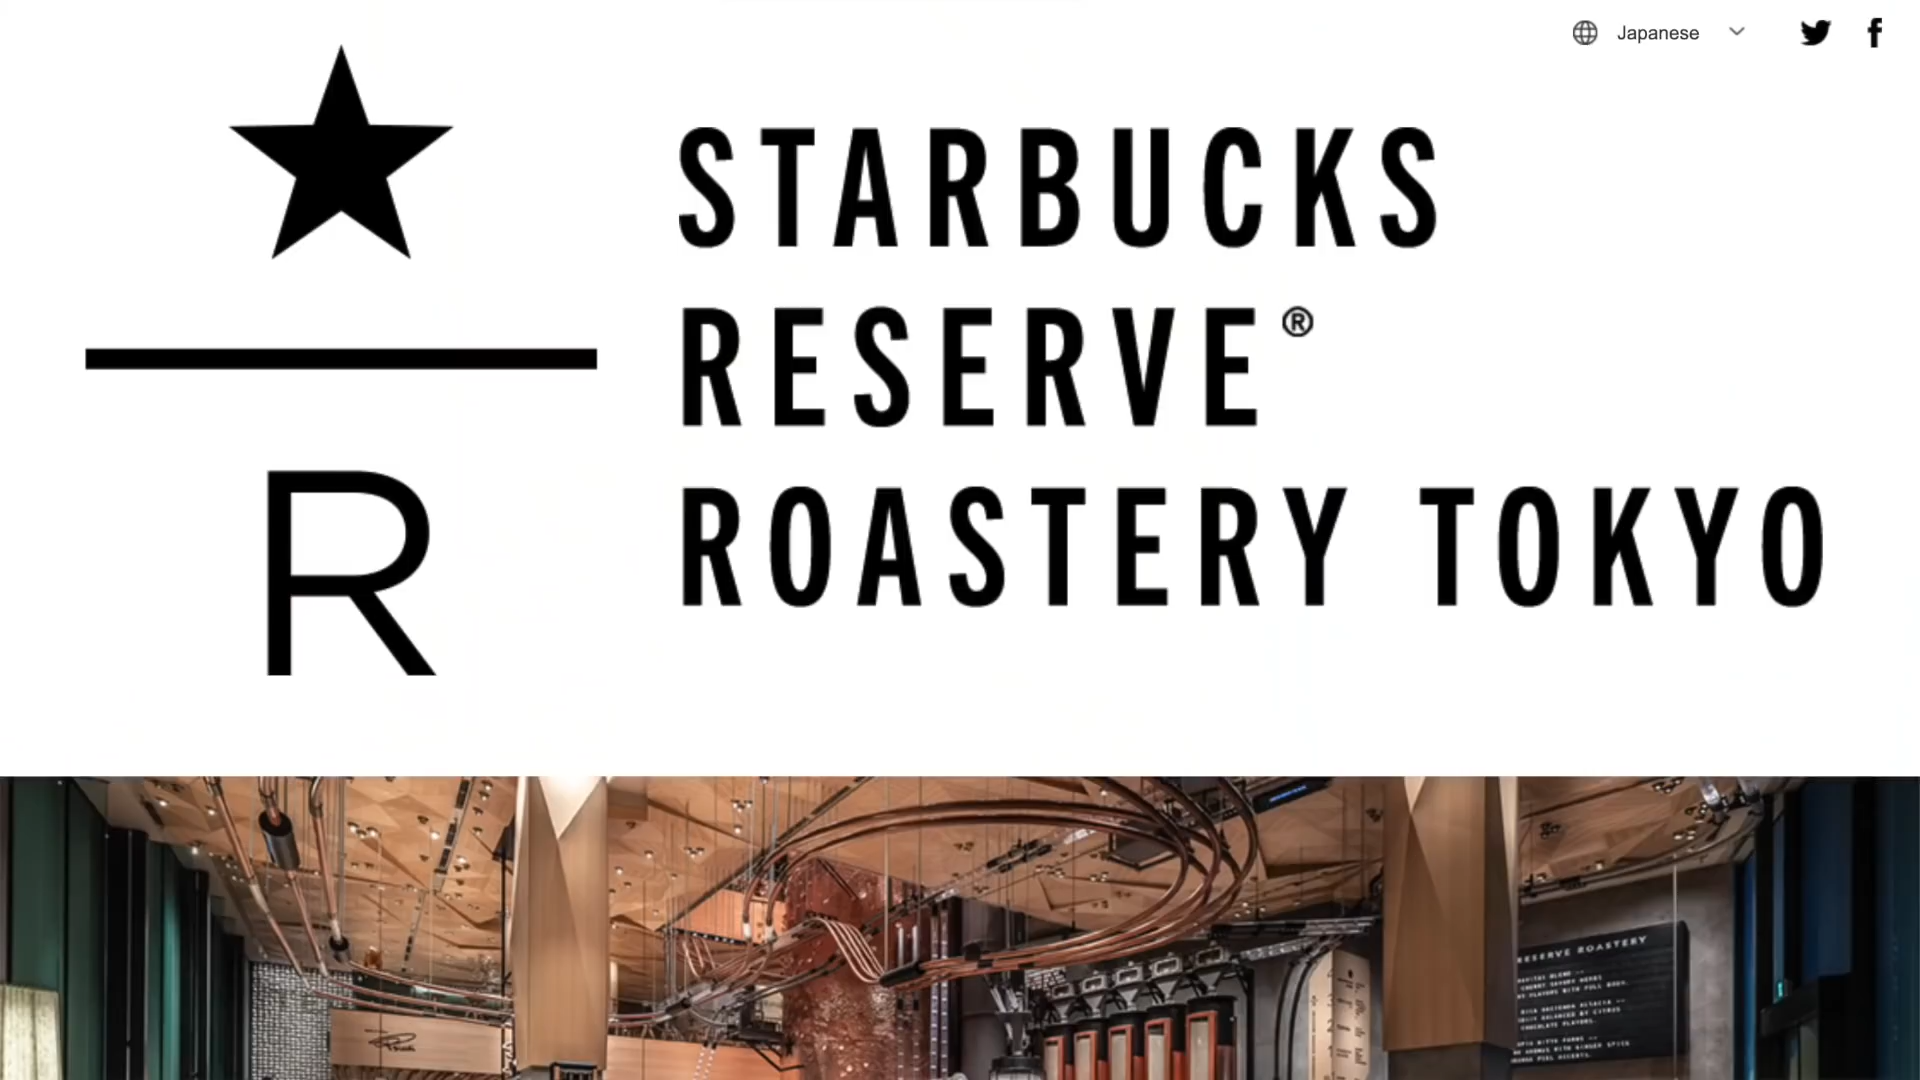 Japanese
STARBUCKS
RESERVE®
ROASTERY TOKYO
R
RESERVE ROASTERY